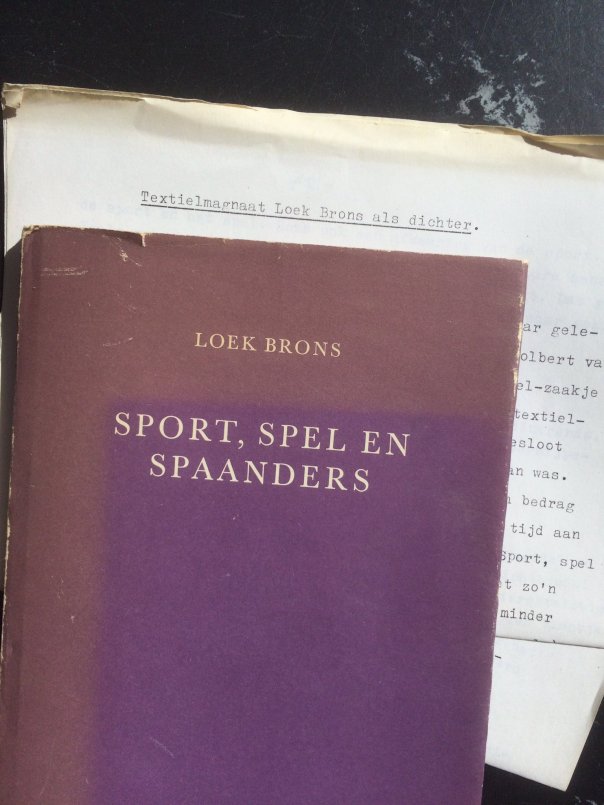 Textielmagnaat Loek Brons als dichter.
LOEK BRONS
SPORT, SPEL EN
SPAANDERS
ar gele-
olbert va
el-zaakje
textiel-
esloot
an was.
bedrag
tijd aan
Sport, spel
t zo'n
minder